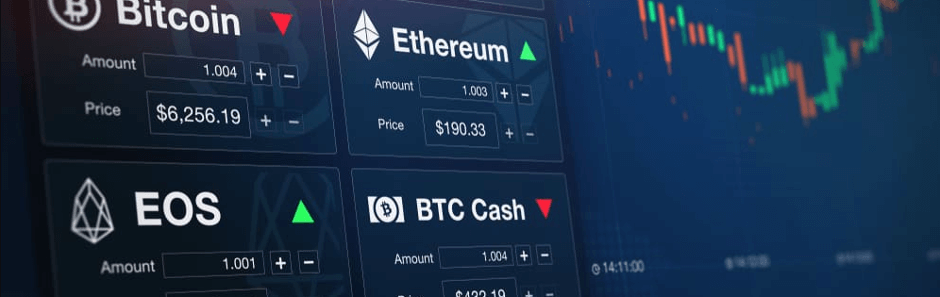 Bitcoin
Amount 1.004 + −
Price $6,256.19 + −
Ethereum
Amount 1.003 + −
Price $190.33 + −
EOS
Amount 1.001 + −
BTC Cash
Amount 1.004 + −
14:11:00